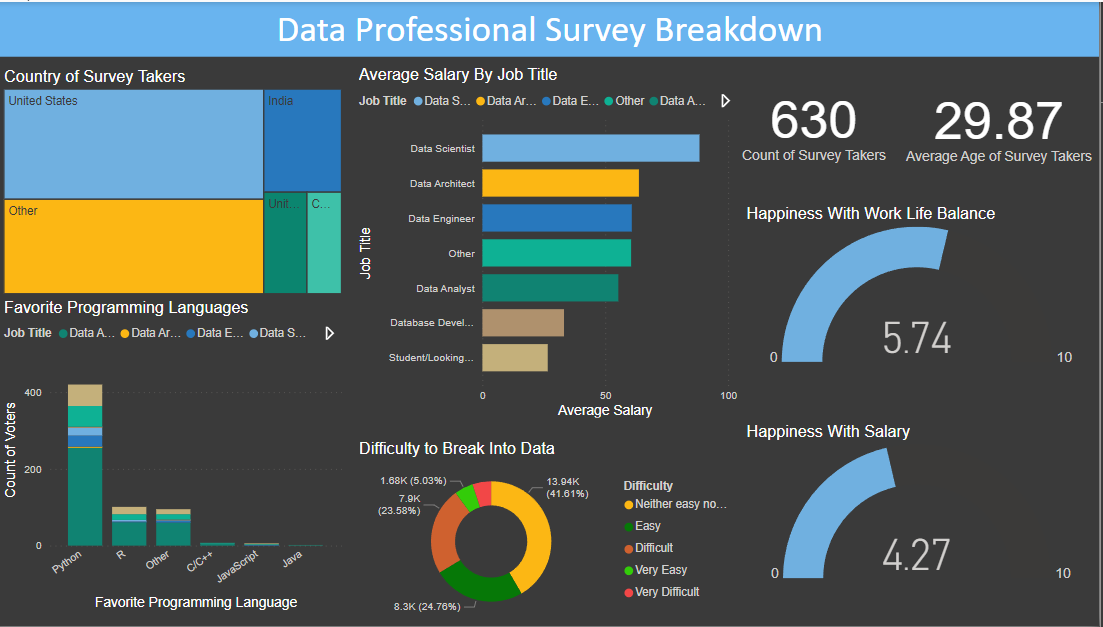 Data Professional Survey Breakdown
Country of Survey Takers
United States
India
Other
Unit...
C...
Average Salary By Job Title
Job Title Data S... Data Ar... Data E... Other Data A...
Job Title
Data Scientist
Data Architect
Data Engineer
Other
Data Analyst
Database Devel...
Student/Looking...
0 50 100
Average Salary
630
Count of Survey Takers
29.87
Average Age of Survey Takers
Happiness With Work Life Balance
5.74
0 10
Favorite Programming Languages
Job Title Data A... Data Ar... Data E... Data S...
Count of Voters
400
200
0
Python R Other C/C++ JavaScript Java
Favorite Programming Language
Difficulty to Break Into Data
1.68K (5.03%)
7.9K
(23.58%)
13.94K
(41.61%)
8.3K (24.76%)
Difficulty
Neither easy no...
Easy
Difficult
Very Easy
Very Difficult
Happiness With Salary
4.27
0 10